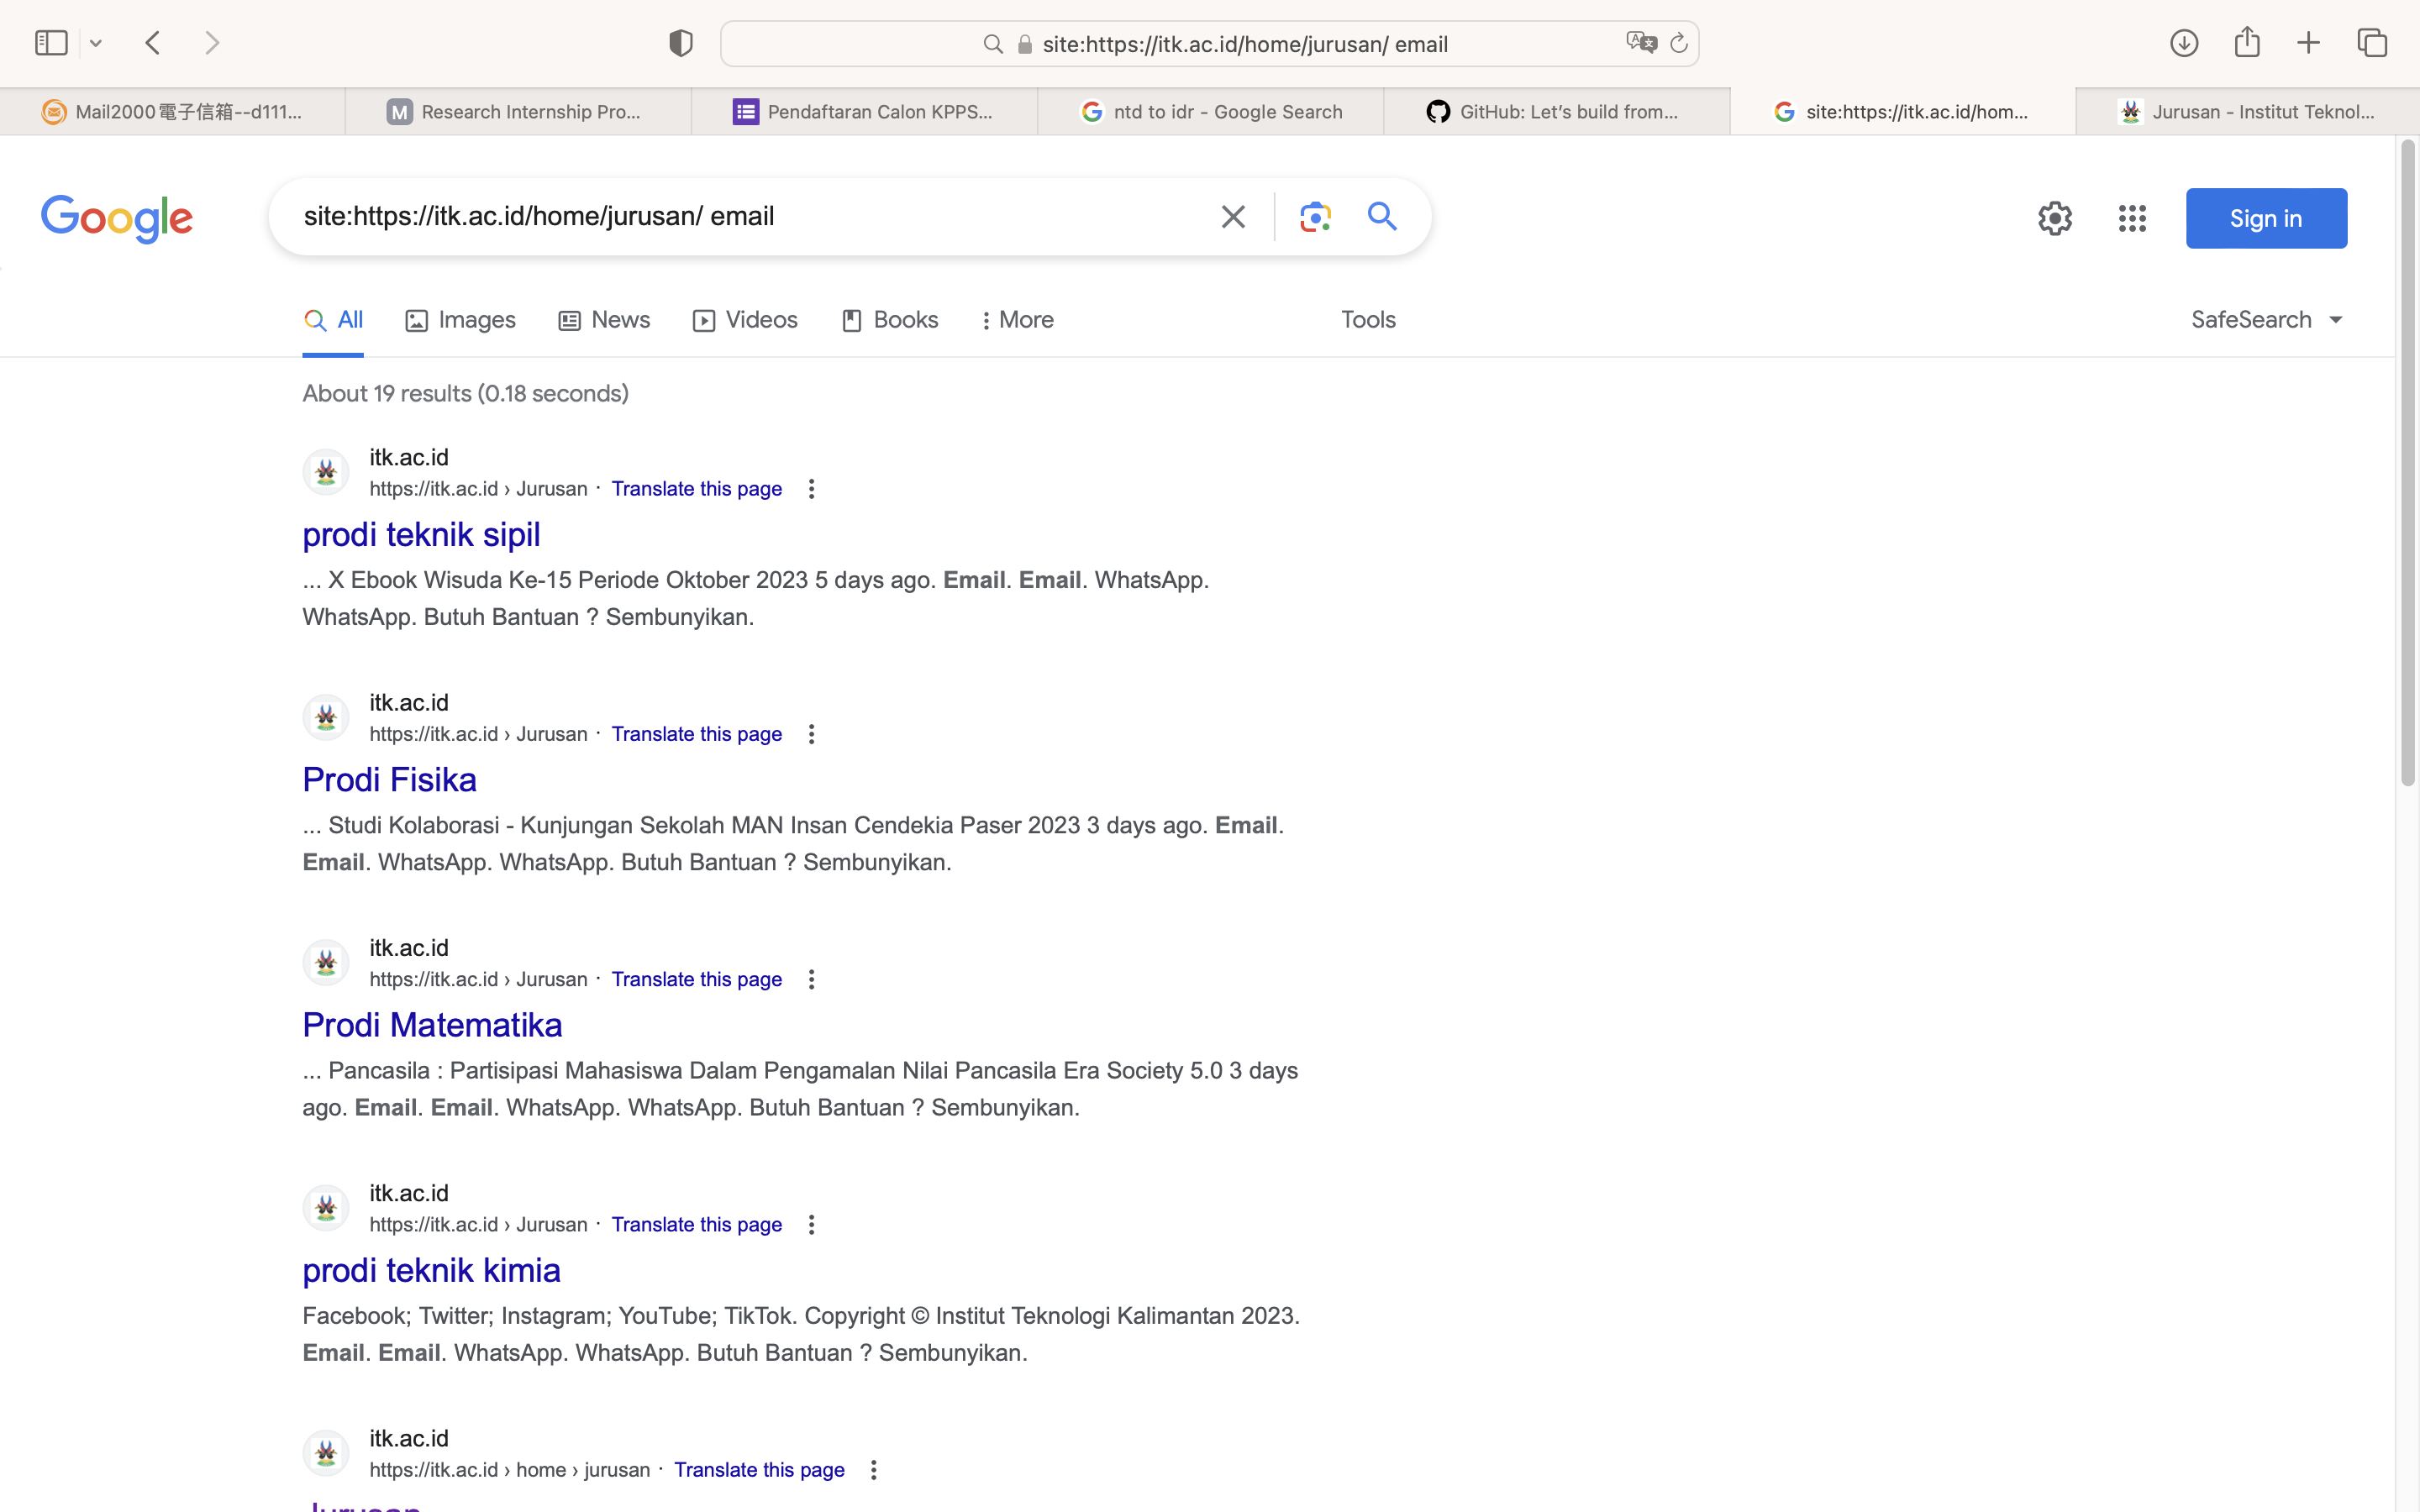 site:https://itk.ac.id/home/jurusan/ email
Mail2000電子信箱--d111...
M Research Internship Pro...
Pendaftaran Calon KPPS...
ntd to idr - Google Search
GitHub: Let's build from...
site:https://itk.ac.id/hom...
Jurusan - Institut Teknol...
Google
site:https://itk.ac.id/home/jurusan/ email
Sign in
All
Images
News
Videos
Books
More
Tools
SafeSearch
About 19 results (0.18 seconds)
itk.ac.id
https://itk.ac.id › Jurusan · Translate this page
prodi teknik sipil
... X Ebook Wisuda Ke-15 Periode Oktober 2023 5 days ago. Email. Email. WhatsApp.
WhatsApp. Butuh Bantuan ? Sembunyikan.
itk.ac.id
https://itk.ac.id › Jurusan · Translate this page
Prodi Fisika
... Studi Kolaborasi - Kunjungan Sekolah MAN Insan Cendekia Paser 2023 3 days ago. Email.
Email. WhatsApp. WhatsApp. Butuh Bantuan ? Sembunyikan.
itk.ac.id
https://itk.ac.id › Jurusan · Translate this page
Prodi Matematika
... Pancasila : Partisipasi Mahasiswa Dalam Pengamalan Nilai Pancasila Era Society 5.0 3 days
ago. Email. Email. WhatsApp. WhatsApp. Butuh Bantuan ? Sembunyikan.
itk.ac.id
https://itk.ac.id › Jurusan · Translate this page
prodi teknik kimia
Facebook; Twitter; Instagram; YouTube; TikTok. Copyright © Institut Teknologi Kalimantan 2023.
Email. Email. WhatsApp. WhatsApp. Butuh Bantuan ? Sembunyikan.
itk.ac.id
https://itk.ac.id › home › jurusan · Translate this page
Jurusan